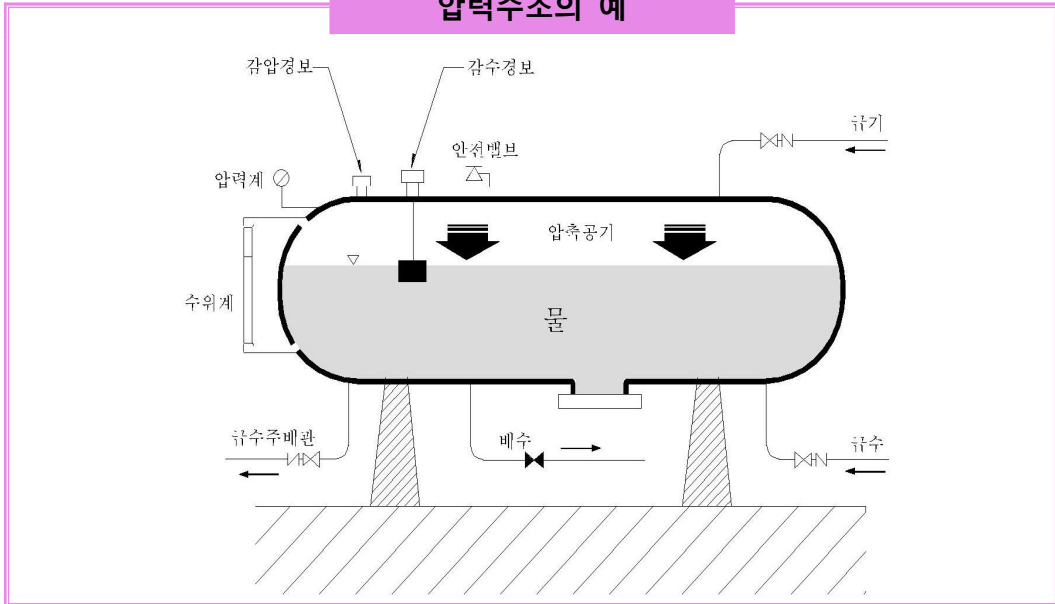 압력수조의 예
감압경보
감수경보
안전밸브
급기
압력계
압축공기
수위계
물
급수주배관
배수
급수